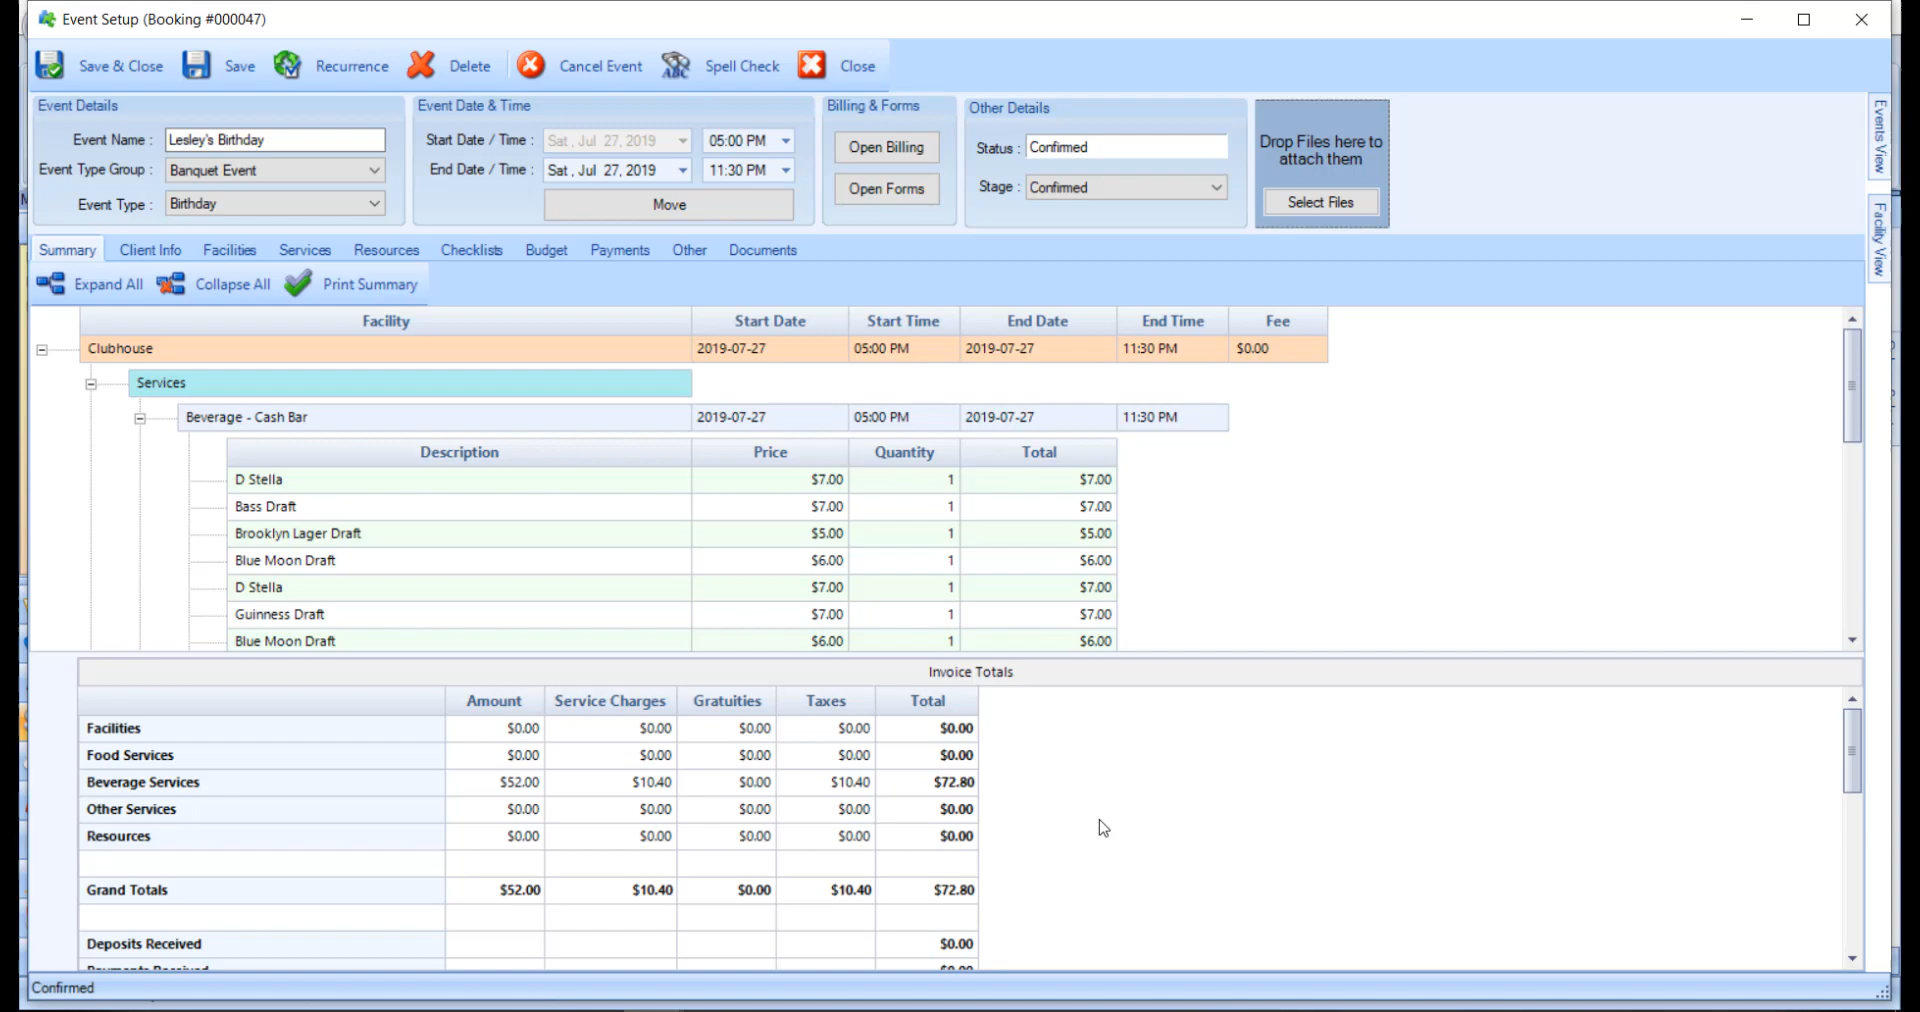 Event Setup (Booking #000047)
Save & Close Save Recurrence Delete Cancel Event Spell Check Close
Event Details Event Date & Time Billing & Forms Other Details
Event Name : Lesley's Birthday
Event Type Group : Banquet Event
Event Type : Birthday
Start Date / Time : Sat , Jul 27, 2019 05:00 PM
End Date / Time : Sat , Jul 27, 2019 11:30 PM
Move
Open Billing
Open Forms
Status : Confirmed
Stage : Confirmed
Drop Files here to
attach them
Select Files
Events View
Facility View
Summary Client Info Facilities Services Resources Checklists Budget Payments Other Documents
Expand All Collapse All Print Summary
Facility Start Date Start Time End Date End Time Fee
Clubhouse 2019-07-27 05:00 PM 2019-07-27 11:30 PM $0.00
Services
Beverage - Cash Bar 2019-07-27 05:00 PM 2019-07-27 11:30 PM
Description Price Quantity Total
D Stella $7.00 1 $7.00
Bass Draft $7.00 1 $7.00
Brooklyn Lager Draft $5.00 1 $5.00
Blue Moon Draft $6.00 1 $6.00
D Stella $7.00 1 $7.00
Guinness Draft $7.00 1 $7.00
Blue Moon Draft $6.00 1 $6.00
Invoice Totals
Amount Service Charges Gratuities Taxes Total
Facilities $0.00 $0.00 $0.00 $0.00 $0.00
Food Services $0.00 $0.00 $0.00 $0.00 $0.00
Beverage Services $52.00 $10.40 $0.00 $10.40 $72.80
Other Services $0.00 $0.00 $0.00 $0.00 $0.00
Resources $0.00 $0.00 $0.00 $0.00 $0.00
Grand Totals $52.00 $10.40 $0.00 $10.40 $72.80
Deposits Received $0.00
Payments Received $0.00
Confirmed